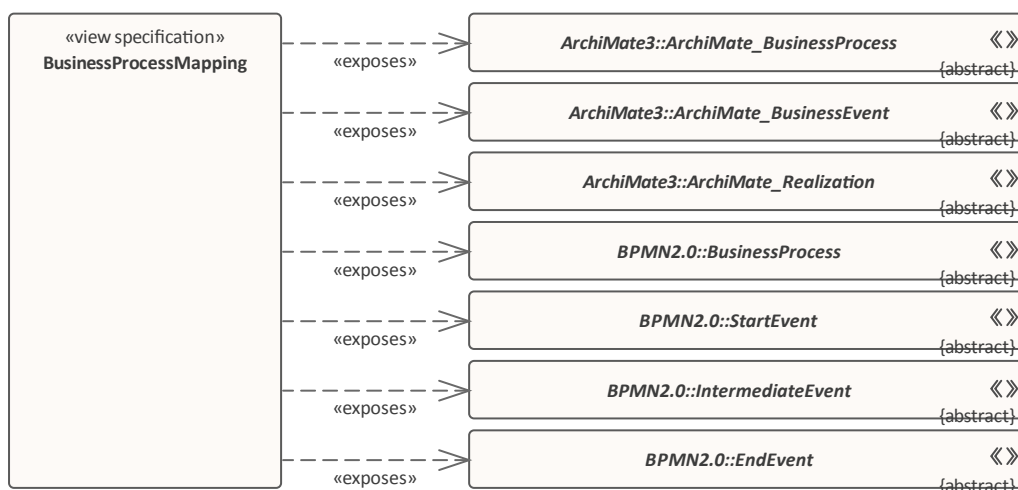 «view specification»
BusinessProcessMapping
«exposes»
ArchiMate3::ArchiMate_BusinessProcess
{abstract}
«exposes»
ArchiMate3::ArchiMate_BusinessEvent
{abstract}
«exposes»
ArchiMate3::ArchiMate_Realization
{abstract}
«exposes»
BPMN2.0::BusinessProcess
{abstract}
«exposes»
BPMN2.0::StartEvent
{abstract}
«exposes»
BPMN2.0::IntermediateEvent
{abstract}
«exposes»
BPMN2.0::EndEvent
{abstract}